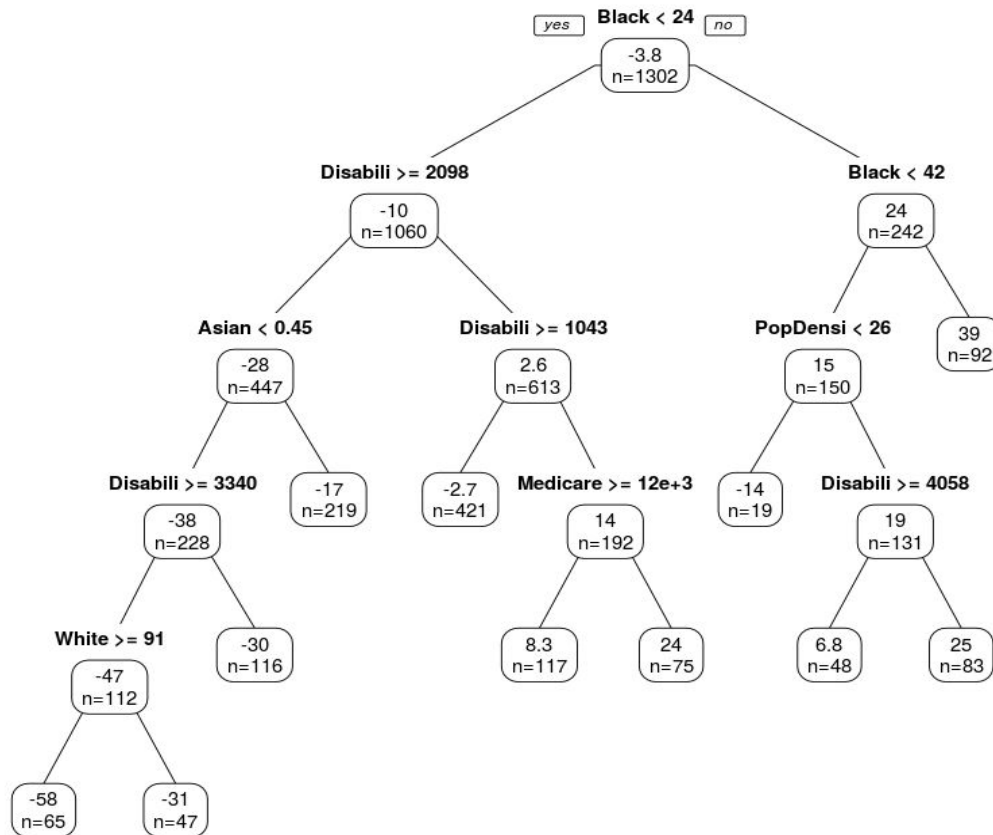 Black < 24
yes
no
-3.8
n=1302
Disabili >= 2098
Black < 42
-10
n=1060
24
n=242
Asian < 0.45
Disabili >= 1043
PopDensi < 26
39
n=92
-28
n=447
2.6
n=613
15
n=150
Disabili >= 3340
-17
n=219
-2.7
n=421
Medicare >= 12e+3
-14
n=19
Disabili >= 4058
-38
n=228
14
n=192
19
n=131
White >= 91
-30
n=116
8.3
n=117
24
n=75
6.8
n=48
25
n=83
-47
n=112
-58
n=65
-31
n=47